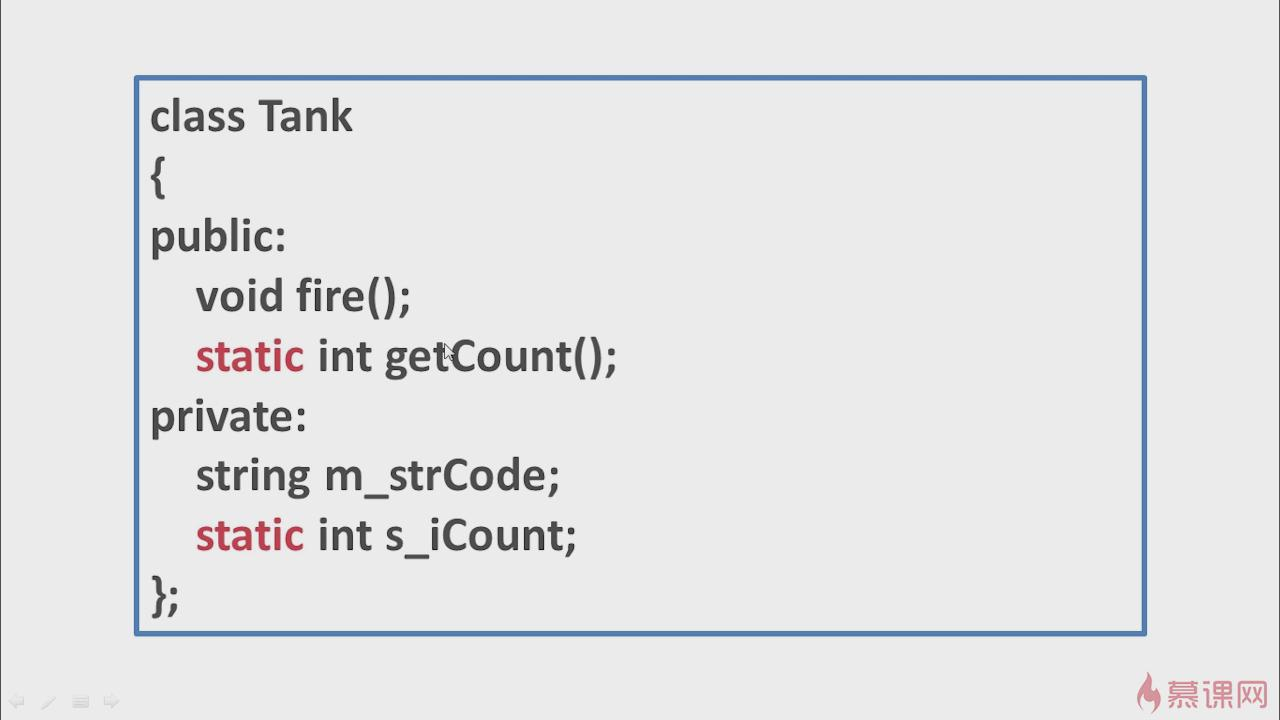 class Tank
{
public:
void fire();
static int getCount();
private:
string m_strCode;
static int s_iCount;
};
慕课网